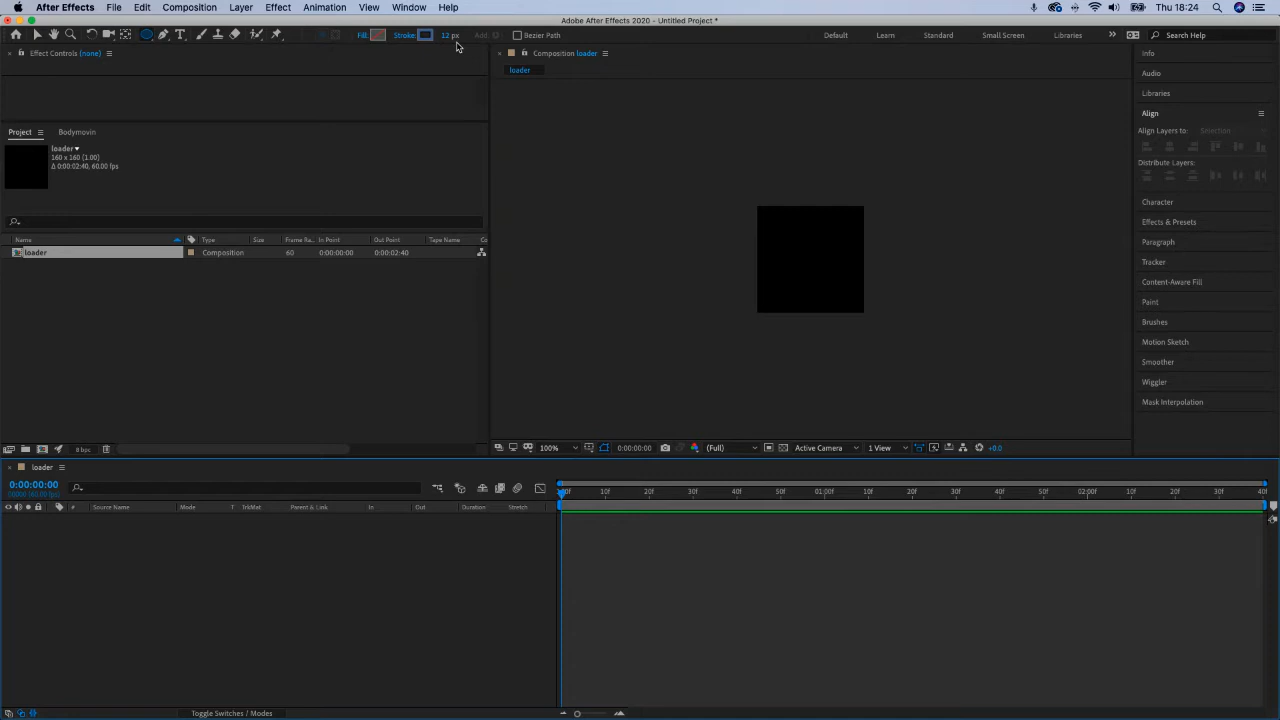 After Effects File Edit Composition Layer Effect Animation View Window Help Thu 18:24
Adobe After Effects 2020 - Untitled Project *
Fill: Stroke: 12 px Add: Bezier Path Default Learn Standard Small Screen Libraries >> Search Help
Effect Controls (none)
Composition loader
loader
Project Bodymovin
loader
160 x 160 (1.00)
Δ 0:00:02:40, 60.00 fps
Name Type Size Frame Ra... In Point Out Point Tape Name Co
loader Composition 60 0:00:00:00 0:00:02:40
8 bpc
100% 0:00:00:00 (Full) Active Camera 1 View +0.0
Info
Audio
Libraries
Align
Align Layers to: Selection
Distribute Layers:
Character
Effects & Presets
Paragraph
Tracker
Content-Aware Fill
Paint
Brushes
Motion Sketch
Smoother
Wiggler
Mask Interpolation
loader
0:00:00:00
00000 (60.00 fps)
# Source Name Mode T TrkMat Parent & Link In Out Duration Stretch
:00f 10f 20f 30f 40f 50f 01:00f 10f 20f 30f 40f 50f 02:00f 10f 20f 30f 40f
Toggle Switches / Modes